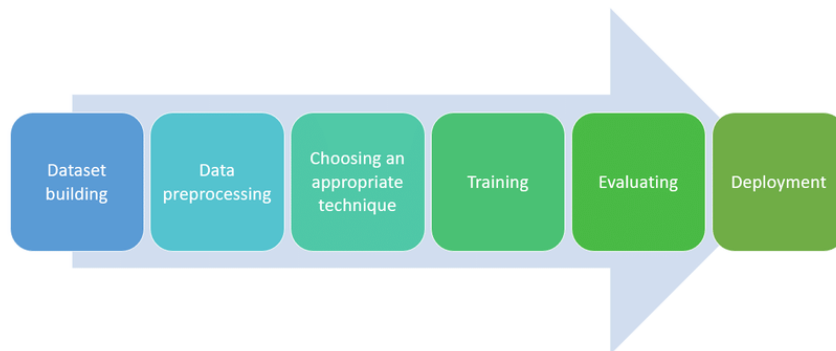 Dataset
building
Data
preprocessing
Choosing an
appropriate
technique
Training
Evaluating
Deployment